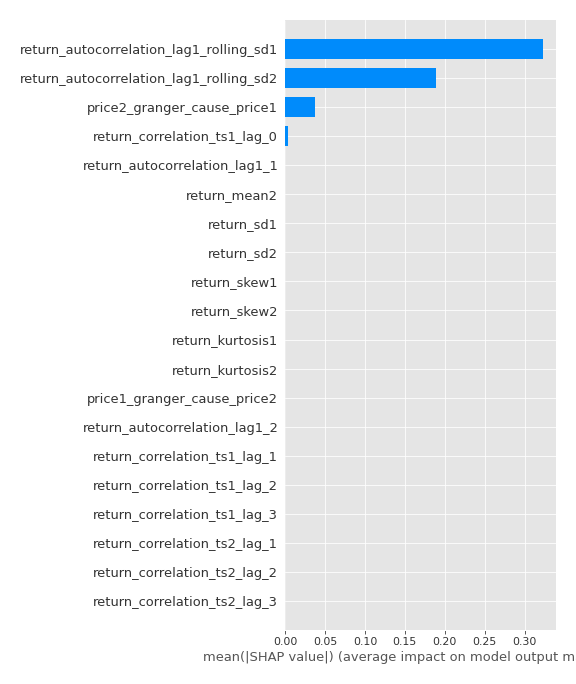 return_autocorrelation_lag1_rolling_sd1
return_autocorrelation_lag1_rolling_sd2
price2_granger_cause_price1
return_correlation_ts1_lag_0
return_autocorrelation_lag1_1
return_mean2
return_sd1
return_sd2
return_skew1
return_skew2
return_kurtosis1
return_kurtosis2
price1_granger_cause_price2
return_autocorrelation_lag1_2
return_correlation_ts1_lag_1
return_correlation_ts1_lag_2
return_correlation_ts1_lag_3
return_correlation_ts2_lag_1
return_correlation_ts2_lag_2
return_correlation_ts2_lag_3
0.00 0.05 0.10 0.15 0.20 0.25 0.30
mean(|SHAP value|) (average impact on model output m